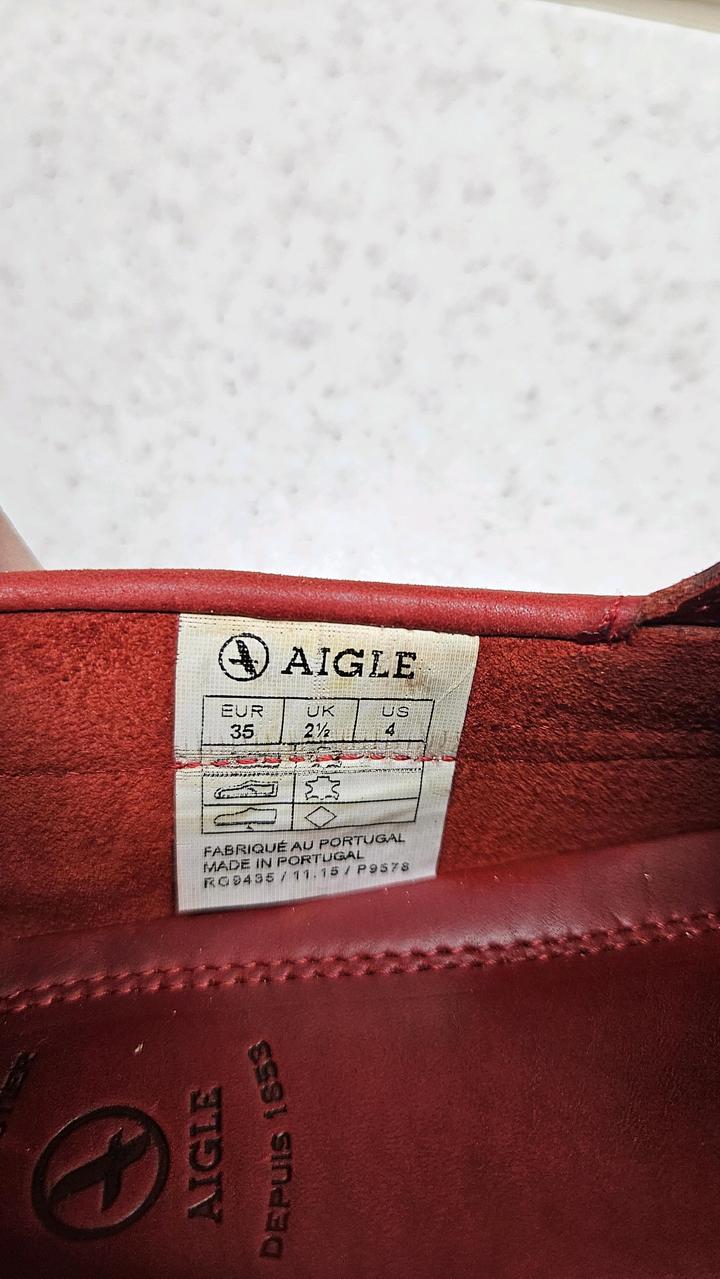 AIGLE
EUR UK US
35 2½ 4
FABRIQUÉ AU PORTUGAL
MADE IN PORTUGAL
RG9435 / 11.15 / P9578
AIGLE
DEPUIS 1853